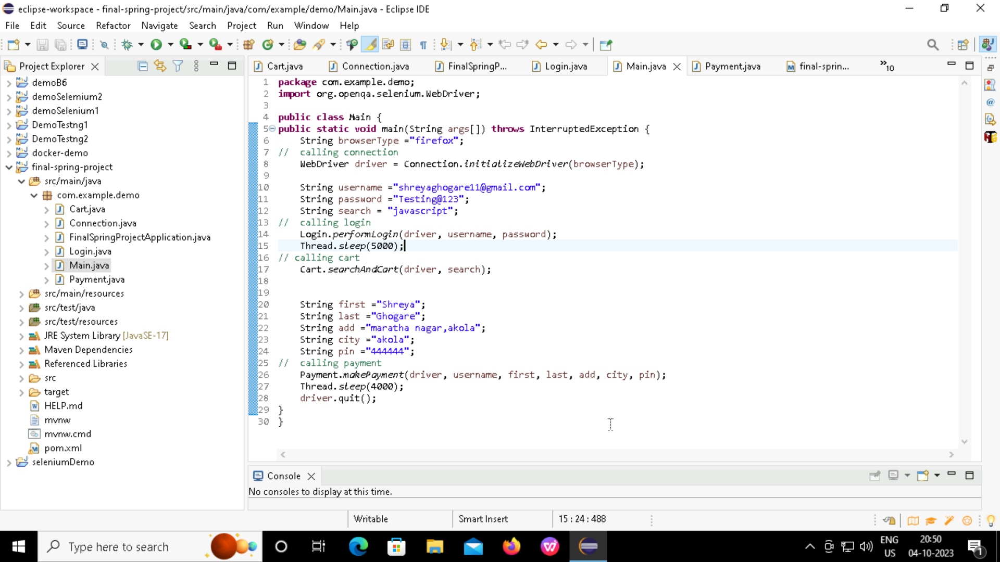 eclipse-workspace - final-spring-project/src/main/java/com/example/demo/Main.java - Eclipse IDE
File Edit Source Refactor Navigate Search Project Run Window Help
Project Explorer
Cart.java Connection.java FinalSpringP... Login.java Main.java Payment.java final-sprin... »10
demoB6
demoSelemium2
demoSelenium1
DemoTestng1
DemoTestng2
docker-demo
final-spring-project
src/main/java
com.example.demo
Cart.java
Connection.java
FinalSpringProjectApplication.java
Login.java
Main.java
Payment.java
src/main/resources
src/test/java
src/test/resources
JRE System Library [JavaSE-17]
Maven Dependencies
Referenced Libraries
src
target
HELP.md
mvnw
mvnw.cmd
pom.xml
seleniumDemo
1 package com.example.demo;
2 import org.openqa.selenium.WebDriver;
3
4 public class Main {
5 public static void main(String args[]) throws InterruptedException {
6 String browserType ="firefox";
7 // calling connection
8 WebDriver driver = Connection.initializeWebDriver(browserType);
9
10 String username ="shreyaghogare11@gmail.com";
11 String password ="Testing@123";
12 String search = "javascript";
13 // calling login
14 Login.performLogin(driver, username, password);
15 Thread.sleep(5000);
16 // calling cart
17 Cart.searchAndCart(driver, search);
18
19
20 String first ="Shreya";
21 String last ="Ghogare";
22 String add ="maratha nagar,akola";
23 String city ="akola";
24 String pin ="444444";
25 // calling payment
26 Payment.makePayment(driver, username, first, last, add, city, pin);
27 Thread.sleep(4000);
28 driver.quit();
29 }
30 }
Console
No consoles to display at this time.
Writable Smart Insert 15 : 24 : 488
Type here to search
ENG
US
20:50
04-10-2023
1